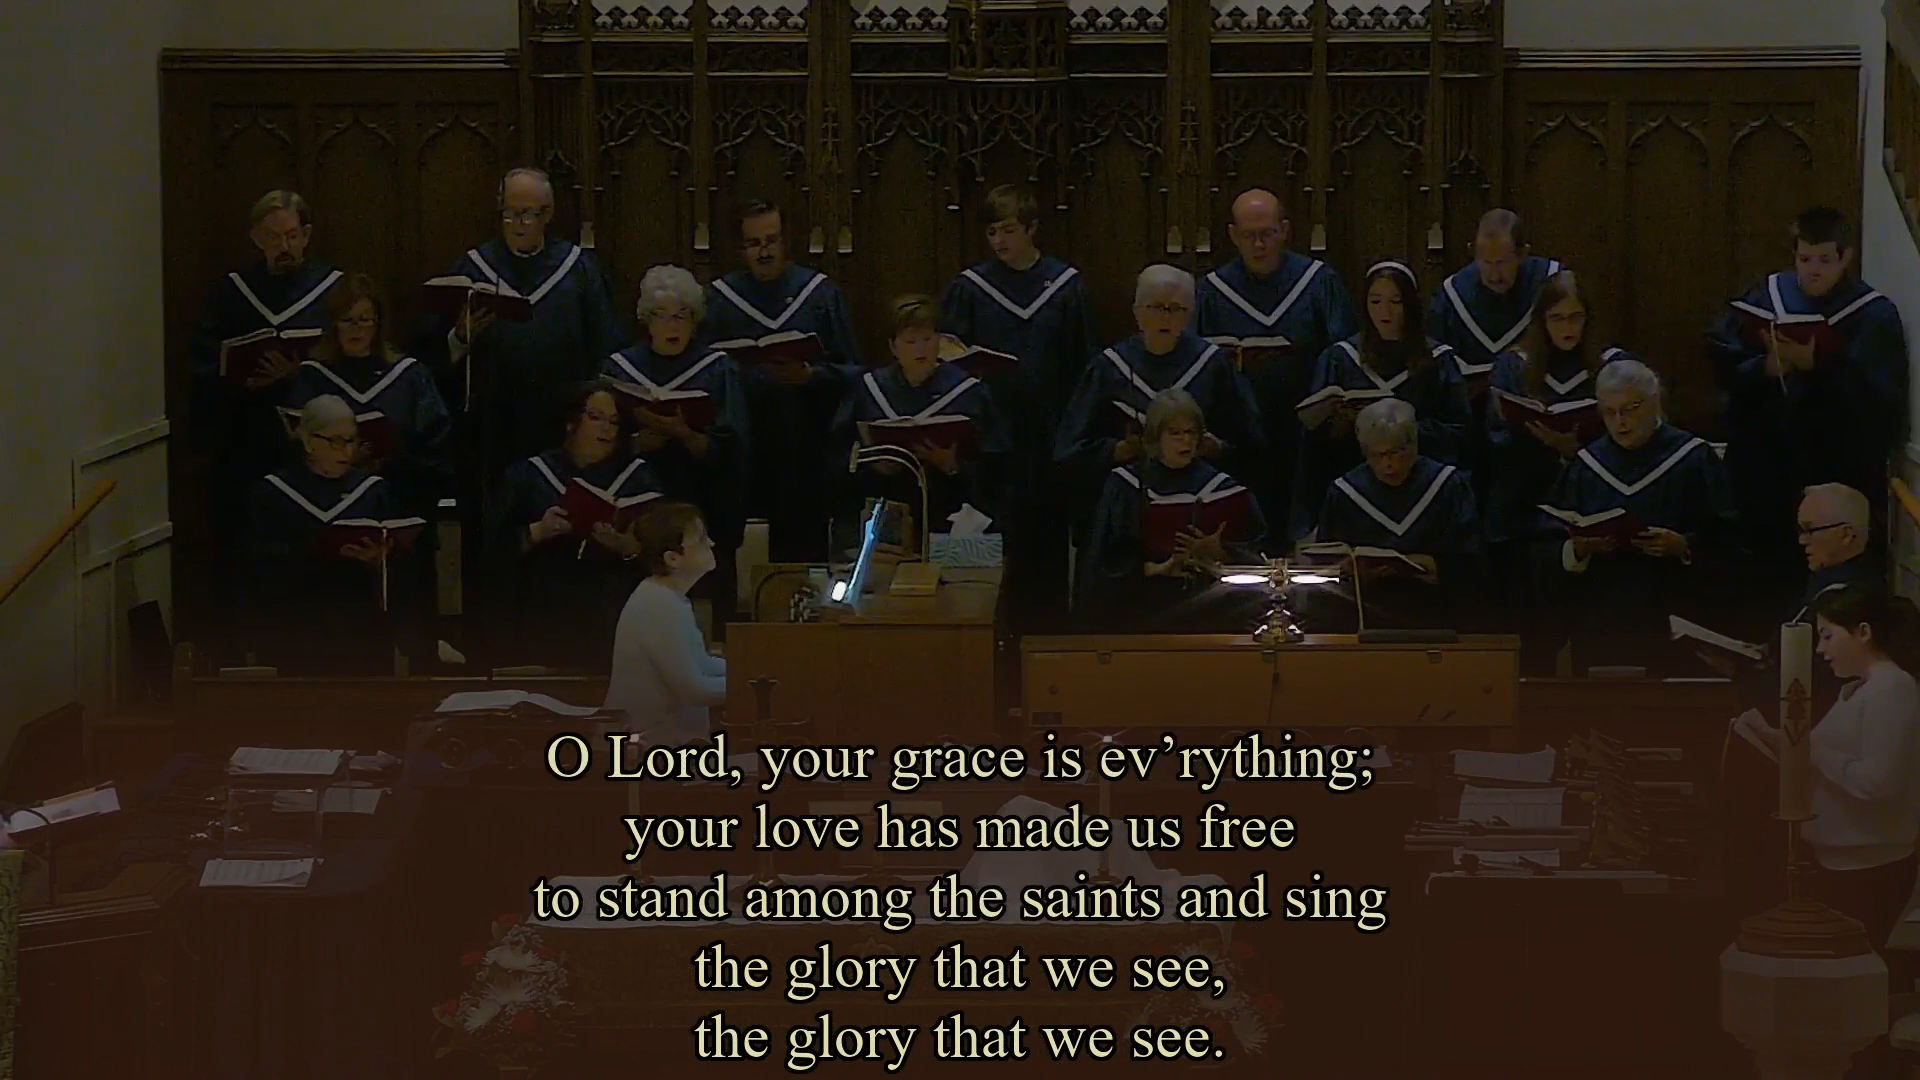 O Lord, your grace is ev’rything;
your love has made us free
to stand among the saints and sing
the glory that we see,
the glory that we see.